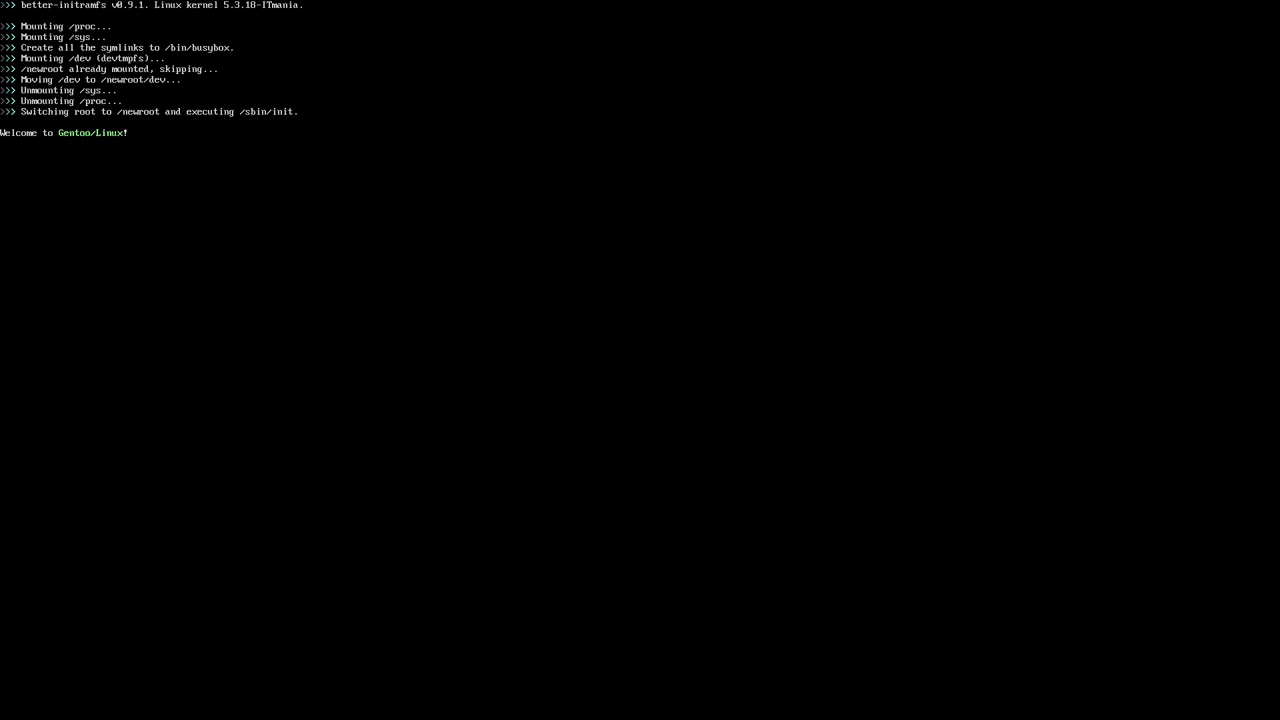 >>> better-initramfs v0.9.1. Linux kernel 5.3.18-ITmania.
>>> Mounting /proc...
>>> Mounting /sys...
>>> Create all the symlinks to /bin/busybox.
>>> Mounting /dev (devtmpfs)...
>>> /newroot already mounted, skipping...
>>> Moving /dev to /newroot/dev...
>>> Unmounting /sys...
>>> Unmounting /proc...
>>> Switching root to /newroot and executing /sbin/init.
Welcome to Gentoo/Linux!